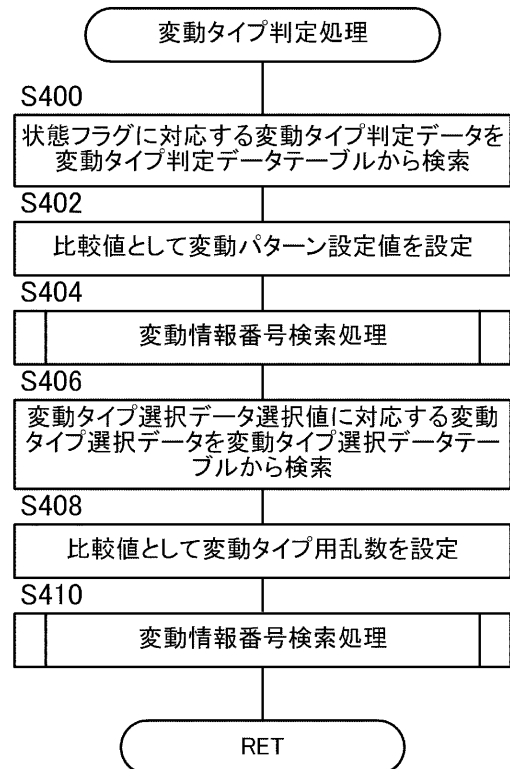 変動タイプ判定処理
S400
状態フラグに対応する変動タイプ判定データを
変動タイプ判定データテーブルから検索
S402
比較値として変動パターン設定値を設定
S404
変動情報番号検索処理
S406
変動タイプ選択データ選択値に対応する変動
タイプ選択データを変動タイプ選択データテー
ブルから検索
S408
比較値として変動タイプ用乱数を設定
S410
変動情報番号検索処理
RET